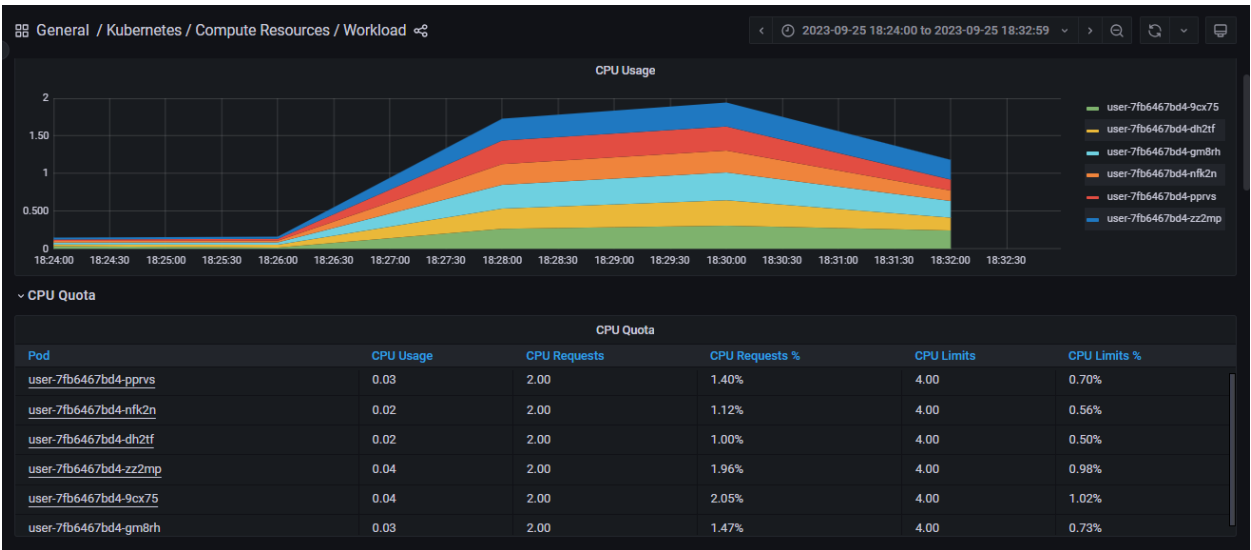 General / Kubernetes / Compute Resources / Workload
2023-09-25 18:24:00 to 2023-09-25 18:32:59
CPU Usage
2
1.50
1
0.500
0
18:24:00 18:24:30 18:25:00 18:25:30 18:26:00 18:26:30 18:27:00 18:27:30 18:28:00 18:28:30 18:29:00 18:29:30 18:30:00 18:30:30 18:31:00 18:31:30 18:32:00 18:32:30
user-7fb6467bd4-9cx75
user-7fb6467bd4-dh2tf
user-7fb6467bd4-gm8rh
user-7fb6467bd4-nfk2n
user-7fb6467bd4-pprvs
user-7fb6467bd4-zz2mp
CPU Quota
CPU Quota
Pod CPU Usage CPU Requests CPU Requests % CPU Limits CPU Limits %
user-7fb6467bd4-pprvs 0.03 2.00 1.40% 4.00 0.70%
user-7fb6467bd4-nfk2n 0.02 2.00 1.12% 4.00 0.56%
user-7fb6467bd4-dh2tf 0.02 2.00 1.00% 4.00 0.50%
user-7fb6467bd4-zz2mp 0.04 2.00 1.96% 4.00 0.98%
user-7fb6467bd4-9cx75 0.04 2.00 2.05% 4.00 1.02%
user-7fb6467bd4-gm8rh 0.03 2.00 1.47% 4.00 0.73%